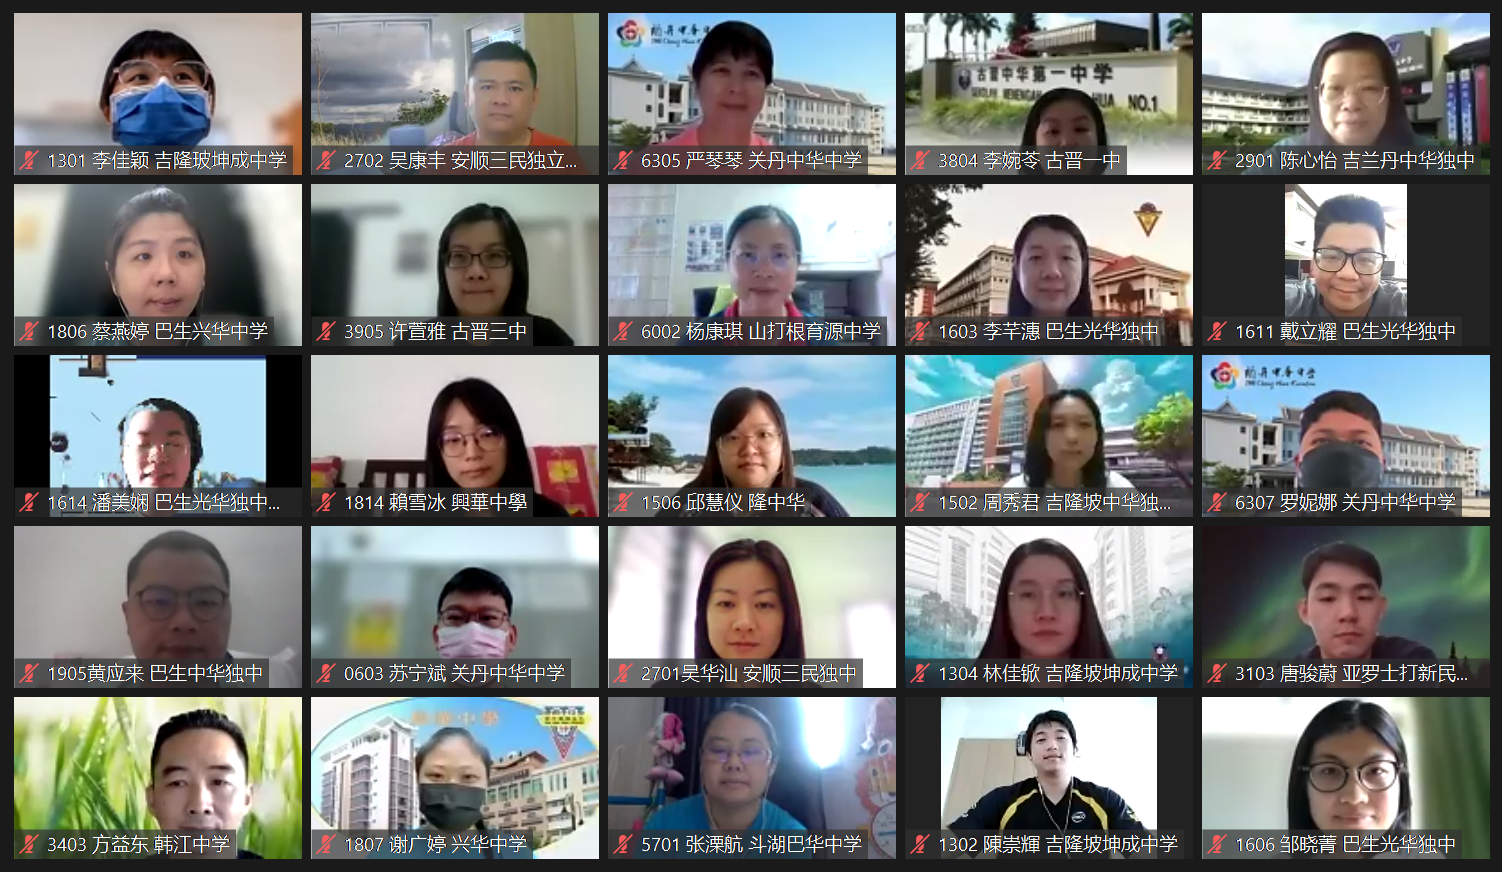 関丹中華中學
古晋中华第一中学
NO.1
1301 李佳颖 吉隆玻坤成中学
2702 吴康丰 安顺三民独立...
6305 严琴琴 关丹中华中学
3804 李婉苓 古晋一中
2901 陈心怡 吉兰丹中华独中
1806 蔡燕婷 巴生兴华中学
3905 许萱雅 古晋三中
6002 杨康琪 山打根育源中学
1603 李芊潓 巴生光华独中
1611 戴立耀 巴生光华独中
1614 潘美娴 巴生光华独中...
1814 賴雪冰 興華中學
1506 邱慧仪 隆中华
1502 周秀君 吉隆坡中华独...
6307 罗妮娜 关丹中华中学
1905黄应来 巴生中华独中
0603 苏宁斌 关丹中华中学
2701吴华汕 安顺三民独中
1304 林佳锨 吉隆坡坤成中学
3103 唐骏蔚 亚罗士打新民...
3403 方益东 韩江中学
1807 谢广婷 兴华中学
5701 张溧航 斗湖巴华中学
1302 陳崇輝 吉隆坡坤成中学
1606 邹晓菁 巴生光华独中